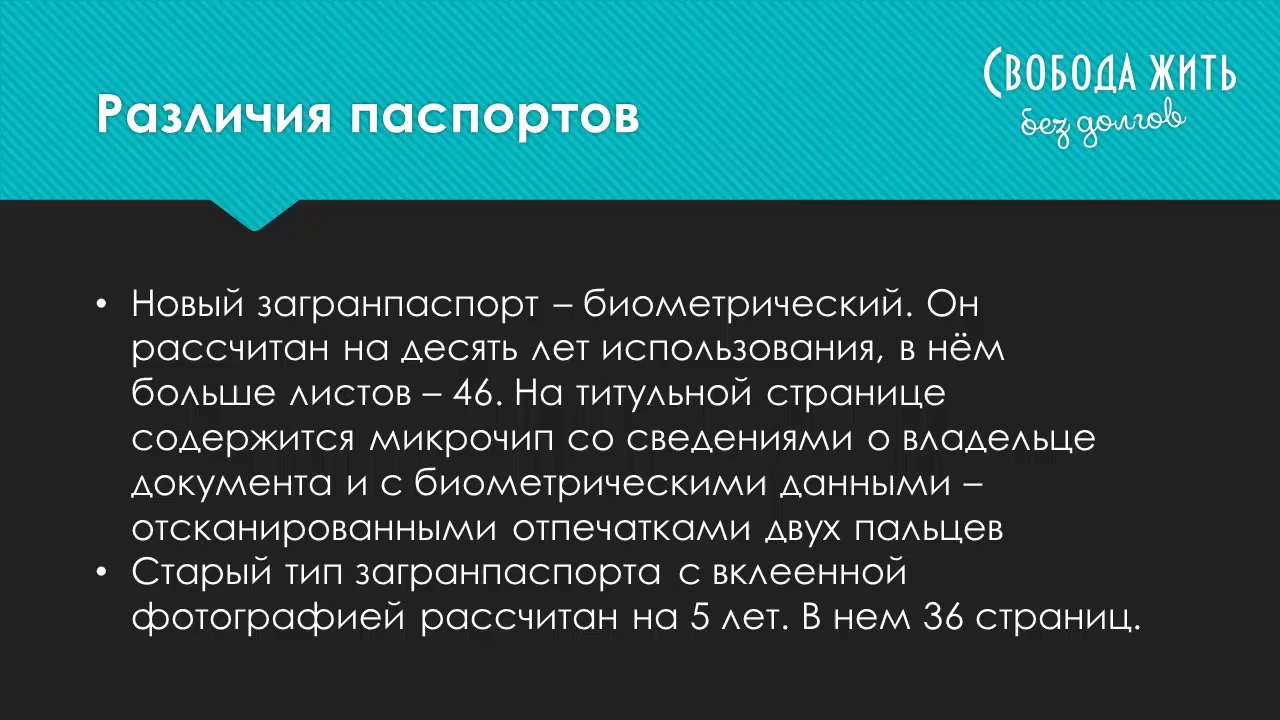 Различия паспортов
Свобода жить
без долгов
• Новый загранпаспорт – биометрический. Он
рассчитан на десять лет использования, в нём
больше листов – 46. На титульной странице
содержится микрочип со сведениями о владельце
документа и с биометрическими данными –
отсканированными отпечатками двух пальцев
• Старый тип загранпаспорта с вклеенной
фотографией рассчитан на 5 лет. В нем 36 страниц.